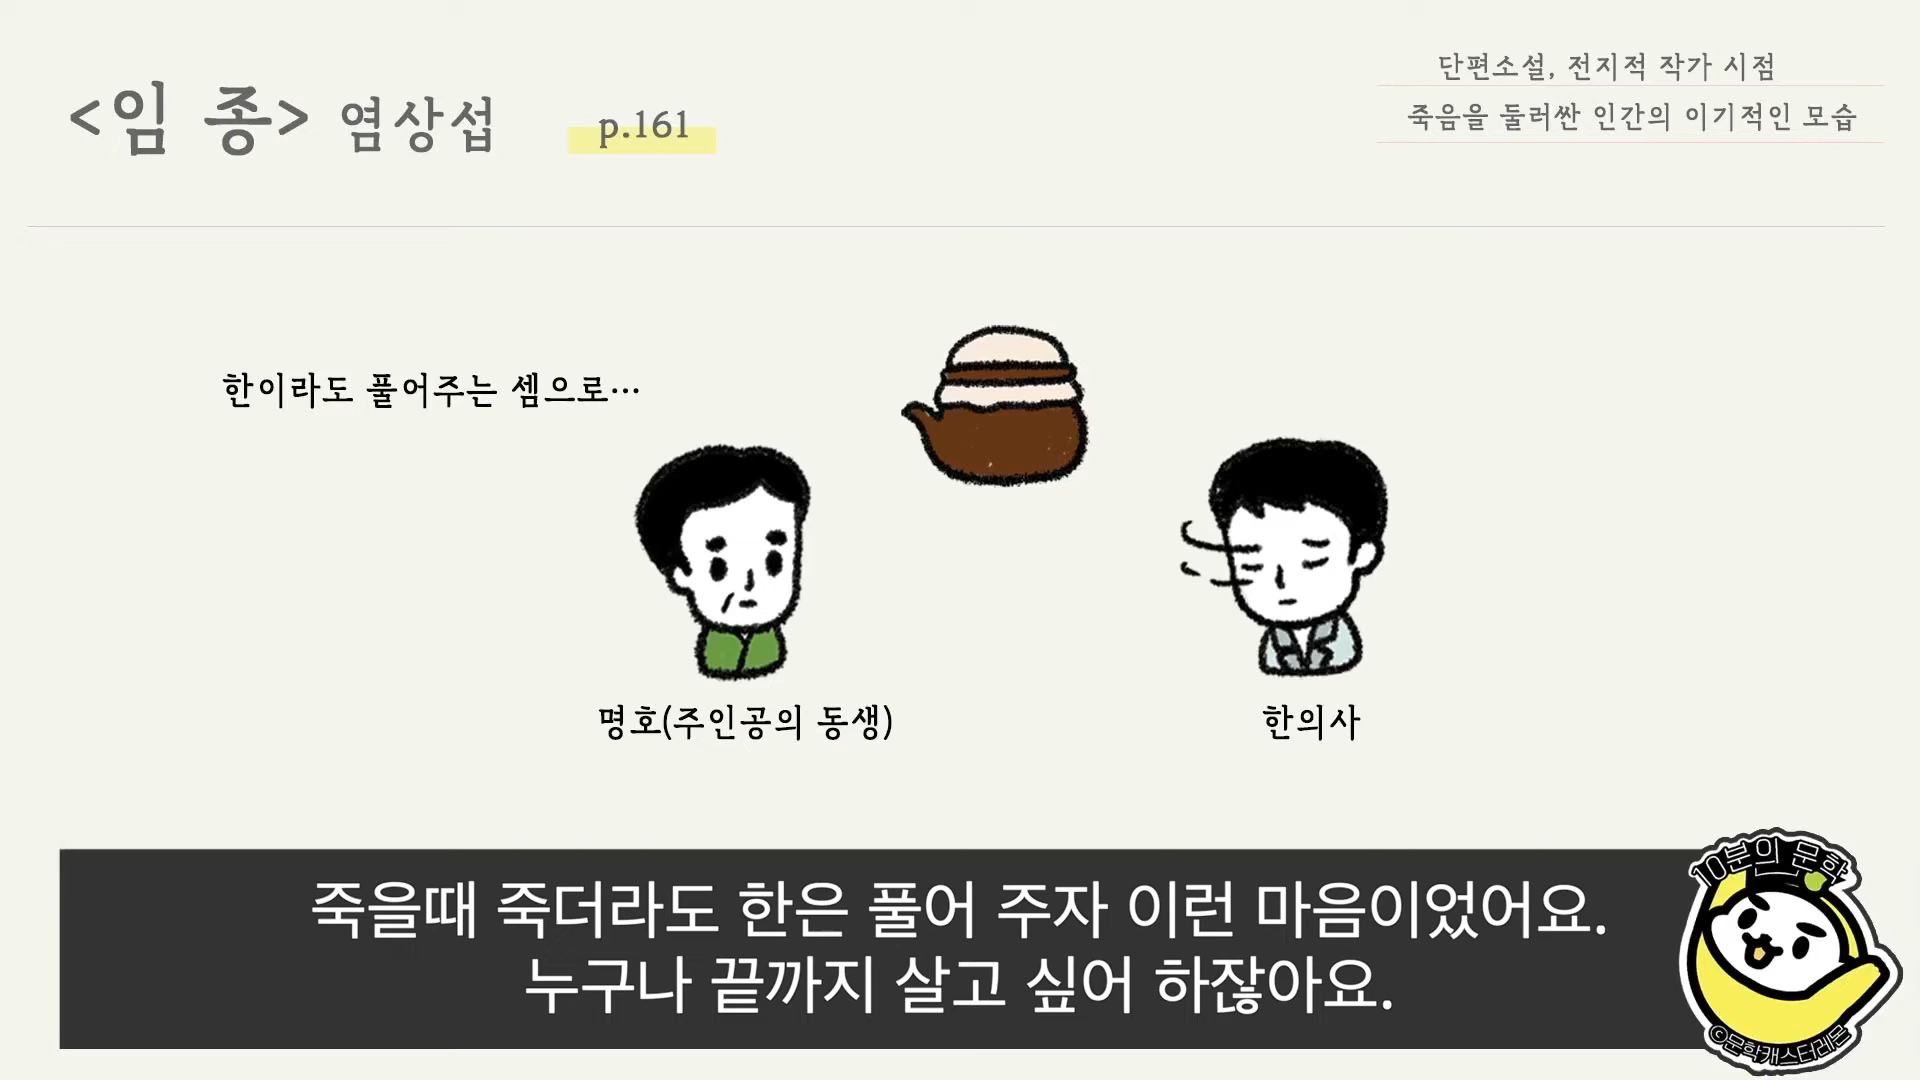 <임 종> 염상섭 p.161
단편소설, 전지적 작가 시점
죽음을 둘러싼 인간의 이기적인 모습
한이라도 풀어주는 셈으로…
명호(주인공의 동생)
한의사
죽을때 죽더라도 한은 풀어 주자 이런 마음이었어요.
누구나 끝까지 살고 싶어 하잖아요.
10분의 문학
©문학캐스터레몬